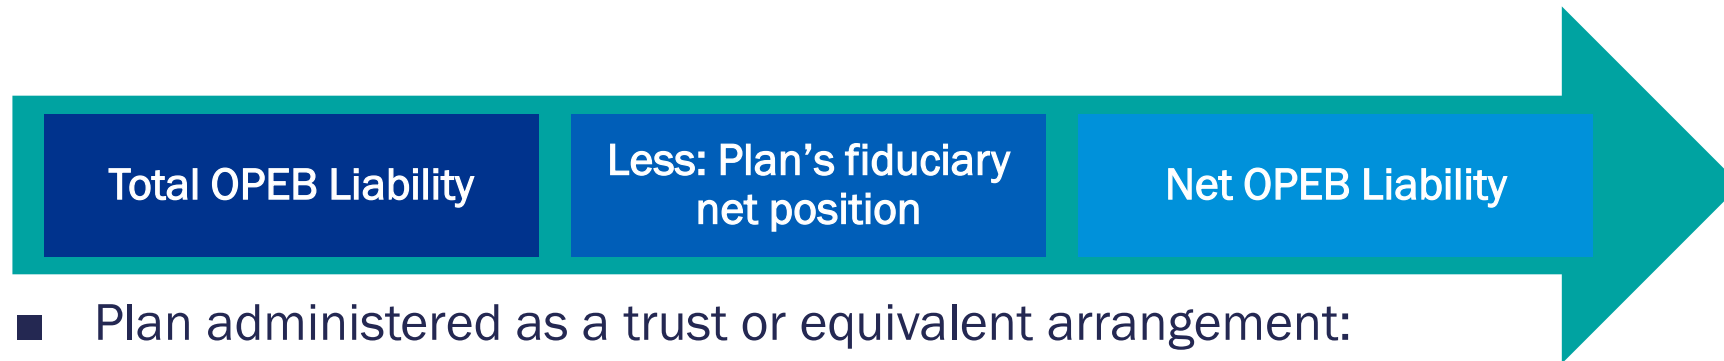 Total OPEB Liability
Less: Plan’s fiduciary
net position
Net OPEB Liability
■ Plan administered as a trust or equivalent arrangement: